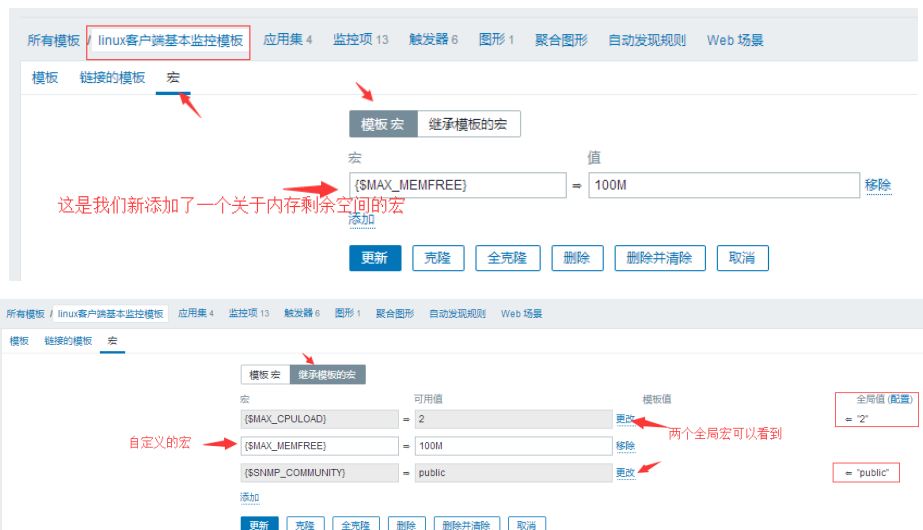 所有模板 / linux客户端基本监控模板 应用集 4 监控项 13 触发器 6 图形 1 聚合图形 自动发现规则 Web 场景
模板 链接的模板 宏
模板 宏 继承模板的宏
宏 值
{$MAX_MEMFREE} ⇒ 100M 移除
这是我们新添加了一个关于内存剩余空间的宏
添加
更新 克隆 全克隆 删除 删除并清除 取消
所有模板 / linux客户端基本监控模板 应用集 4 监控项 13 触发器 6 图形 1 聚合图形 自动发现规则 Web 场景
模板 链接的模板 宏
模板 宏 继承模板的宏
宏 可用值 模板值 全局值 (配置)
{$MAX_CPULOAD} ⇒ 2 更改 ⇐ "2"
两个全局宏可以看到
自定义的宏 {$MAX_MEMFREE} ⇒ 100M 移除
{$SNMP_COMMUNITY} ⇒ public 更改 ⇐ "public"
添加
更新 克隆 全克隆 删除 删除并清除 取消